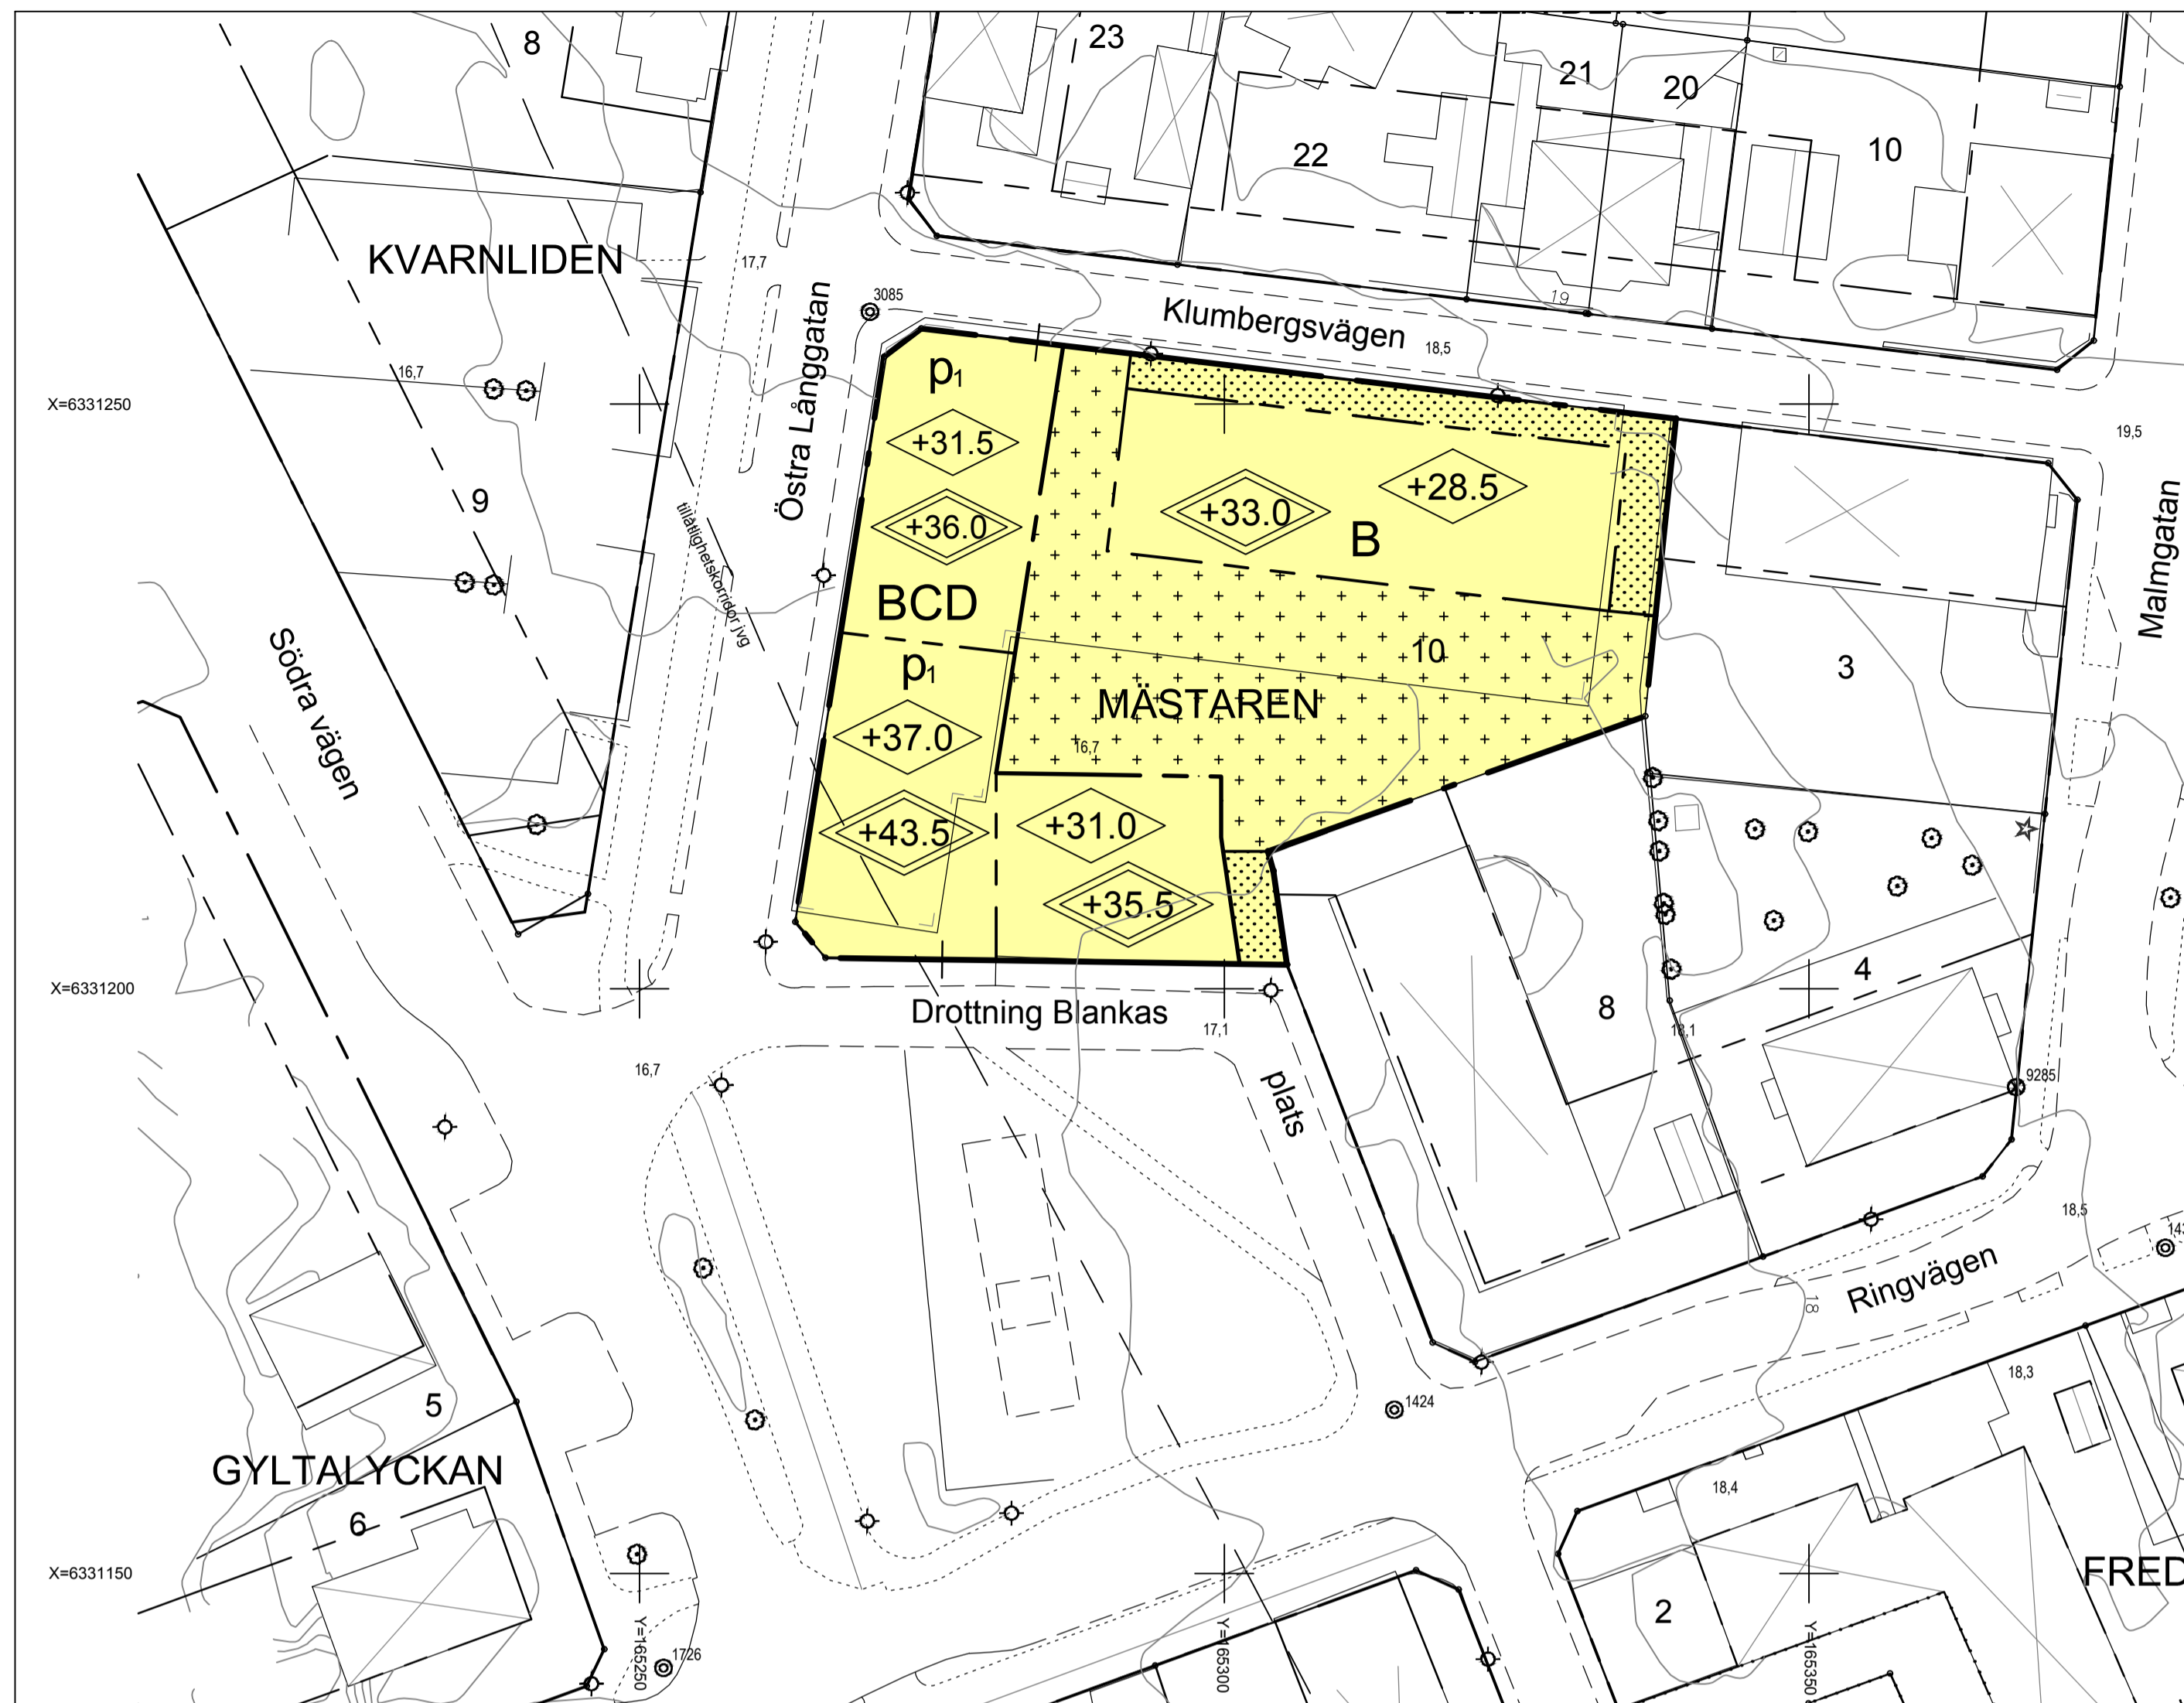 8
23
21
20
22
10
KVARNLIDEN
17,7
3085
Klumbergsvägen
19
18,5
16,7
X=6331250
Östra Långgatan
19,5
p1
+31.5
+36.0
+33.0
+28.5
B
9
tillåtlighetskorridor jvg
BCD
Malmgatan
Södra vägen
p1
10
3
MÄSTAREN
+37.0
16,7
+43.5
+31.0
+35.5
X=6331200
Drottning Blankas
plats
17,1
8
18,1
4
16,7
9285
18,5
Ringvägen
18
18,3
5
1424
GYLTALYCKAN
6
18,4
X=6331150
FRED
2
Y=165250
1726
Y=165300
Y=165350